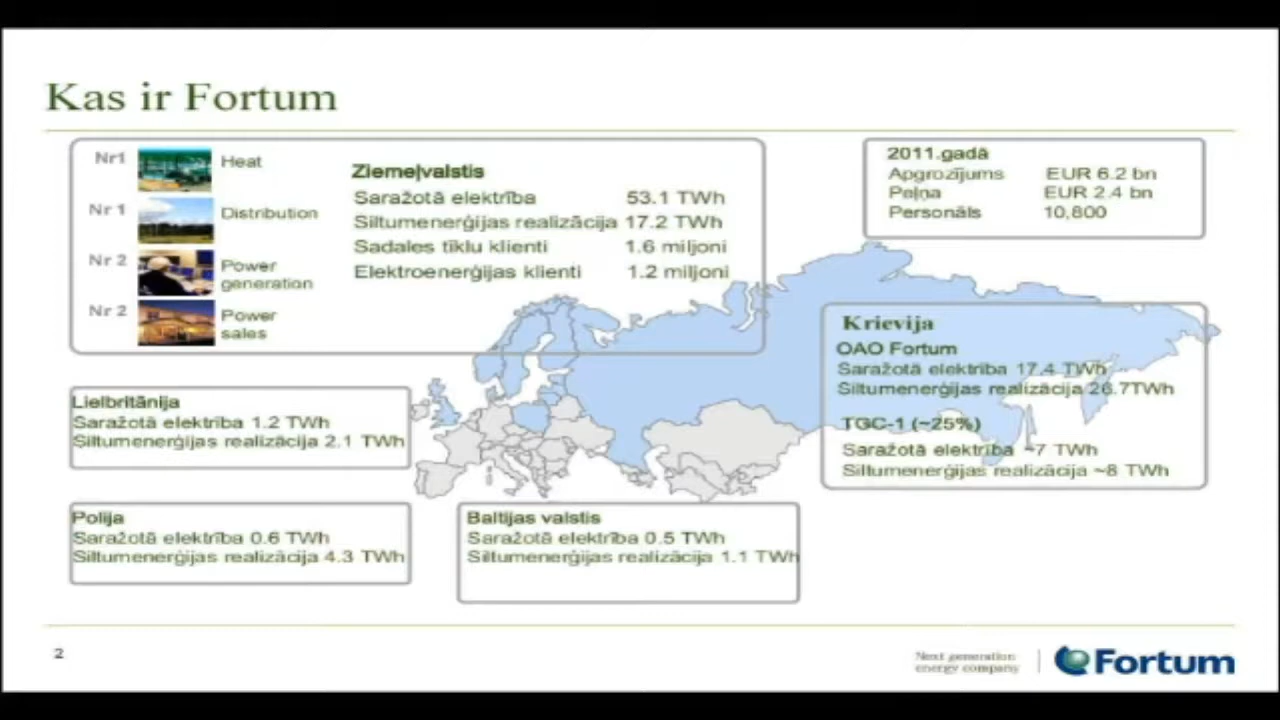 Kas ir Fortum
Nr1 Heat
Nr 1 Distribution
Nr 2 Power
generation
Nr 2 Power
sales
Ziemeļvalstis
Saražotā elektrība 53.1 TWh
Siltumenerģijas realizācija 17.2 TWh
Sadales tīklu klienti 1.6 miljoni
Elektroenerģijas klienti 1.2 miljoni
2011.gadā
Apgrozījums EUR 6.2 bn
Peļņa EUR 2.4 bn
Personāls 10,800
Krievija
OAO Fortum
Saražotā elektrība 17.4 TWh
Siltumenerģijas realizācija 26.7TWh
TGC-1 (~25%)
Saražotā elektrība ~7 TWh
Siltumenerģijas realizācija ~8 TWh
Lielbritānija
Saražotā elektrība 1.2 TWh
Siltumenerģijas realizācija 2.1 TWh
Polija
Saražotā elektrība 0.6 TWh
Siltumenerģijas realizācija 4.3 TWh
Baltijas valstis
Saražotā elektrība 0.5 TWh
Siltumenerģijas realizācija 1.1 TWh
2
Next generation
energy company
Fortum